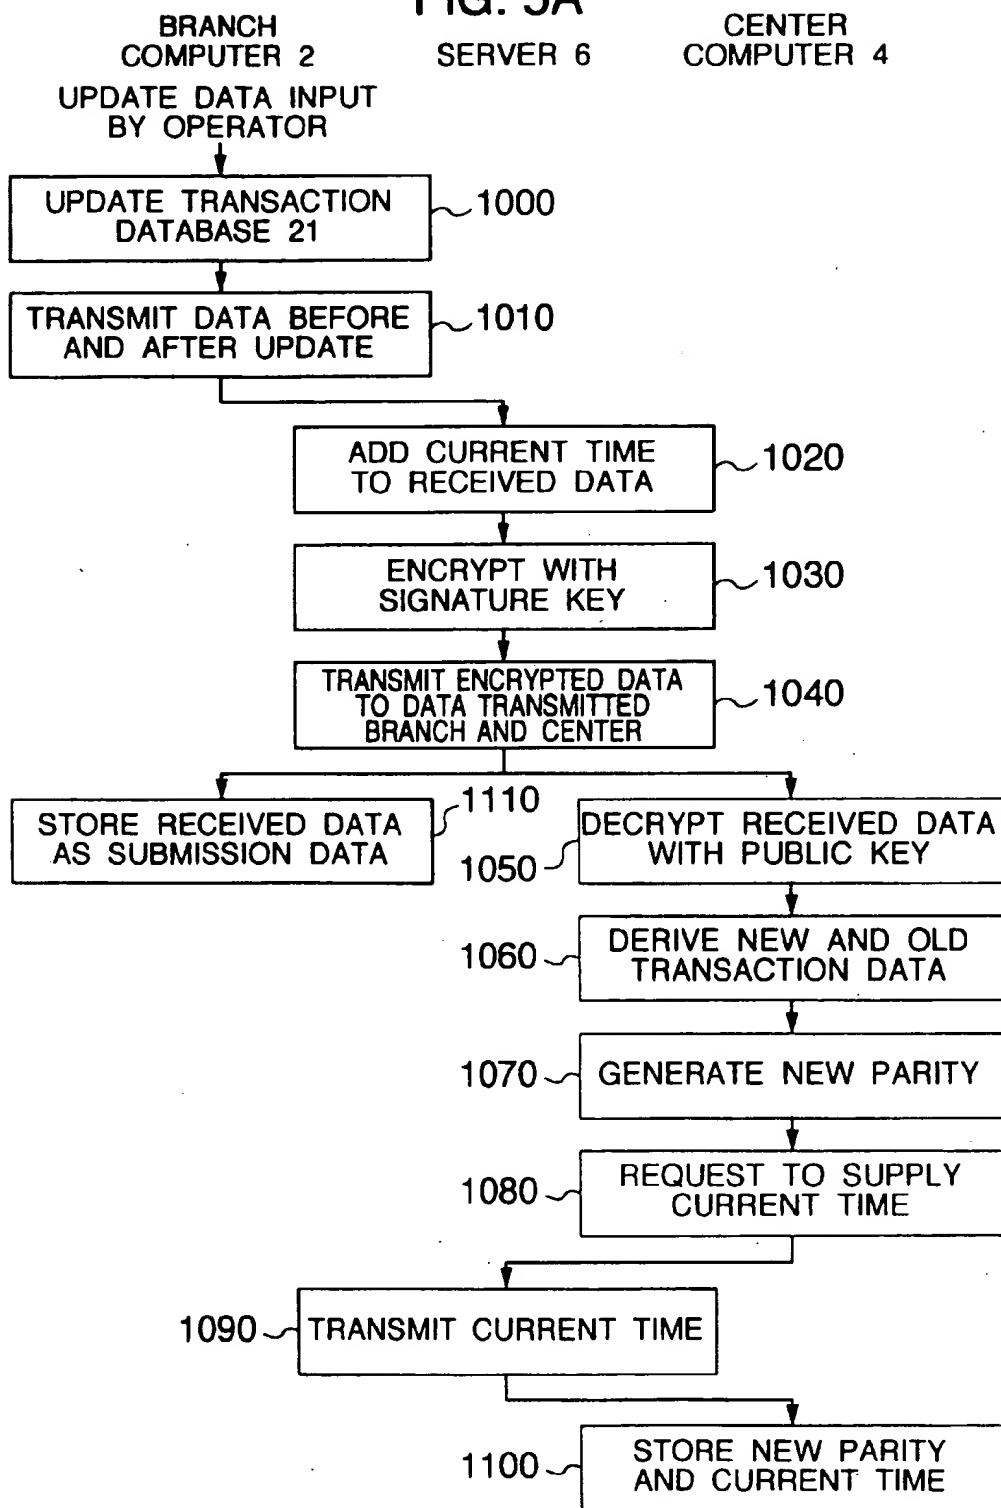 FIG. 5A
BRANCH
COMPUTER 2
SERVER 6
CENTER
COMPUTER 4
UPDATE DATA INPUT
BY OPERATOR
UPDATE TRANSACTION
DATABASE 21
1000
TRANSMIT DATA BEFORE
AND AFTER UPDATE
1010
ADD CURRENT TIME
TO RECEIVED DATA
1020
ENCRYPT WITH
SIGNATURE KEY
1030
TRANSMIT ENCRYPTED DATA
TO DATA TRANSMITTED
BRANCH AND CENTER
1040
STORE RECEIVED DATA
AS SUBMISSION DATA
1110
DECRYPT RECEIVED DATA
WITH PUBLIC KEY
1050
DERIVE NEW AND OLD
TRANSACTION DATA
1060
GENERATE NEW PARITY
1070
REQUEST TO SUPPLY
CURRENT TIME
1080
TRANSMIT CURRENT TIME
1090
STORE NEW PARITY
AND CURRENT TIME
1100